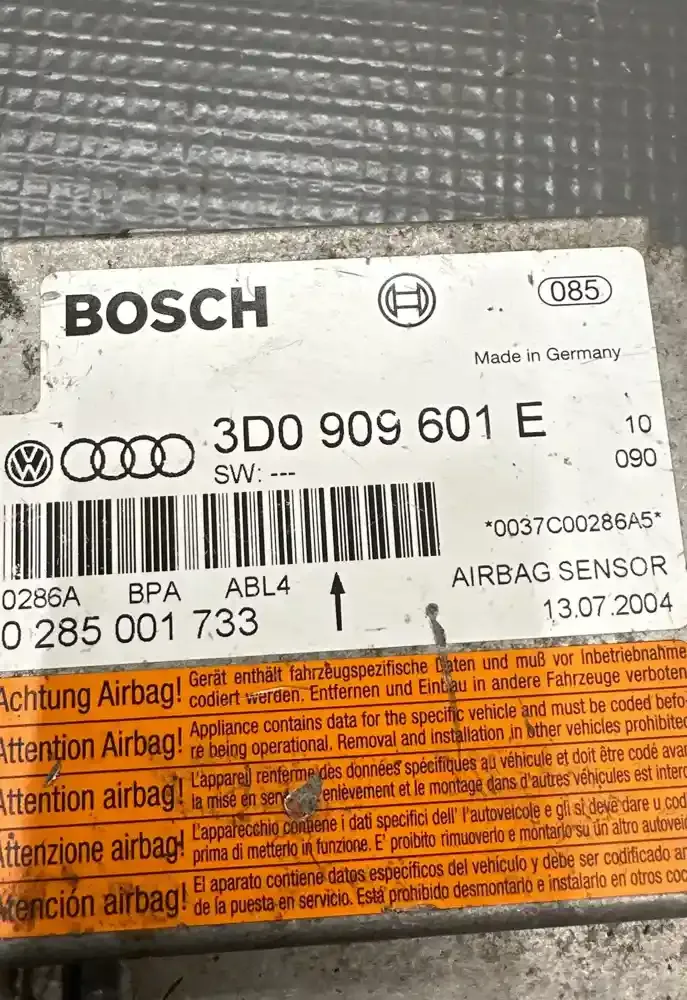 BOSCH
085
Made in Germany
3D0 909 601 E
10
SW: ---
090
*0037C00286A5*
0286A BPA ABL4
AIRBAG SENSOR
0 285 001 733
13.07.2004
Achtung Airbag!
Gerät enthält fahrzeugspezifische Daten und muß vor Inbetriebnahme
codiert werden. Entfernen und Einbau in andere Fahrzeuge verboten
Attention Airbag!
Appliance contains data for the specific vehicle and must be coded befo-
re being operational. Removal and installation in other vehicles prohibited
Attention airbag!
L'appareil renferme des données spécifiques au véhicule et doit être codé avan
la mise en enlèvement et le montage dans d'autres véhicules est interd
Attenzione airbag!
L'apparecchio contiene i dati specifici dell' l'autoveicole e gli si deve dare u cod
prima di metterlo in funzione. E' proibito rimuoverlo e montarlo su un altro autovei
Atención airbag!
El aparato contiene datos específicos del vehículo y debe ser codificado an
de la puesta en servicio. Está prohibido desmontarlo e instalarlo en otros coc